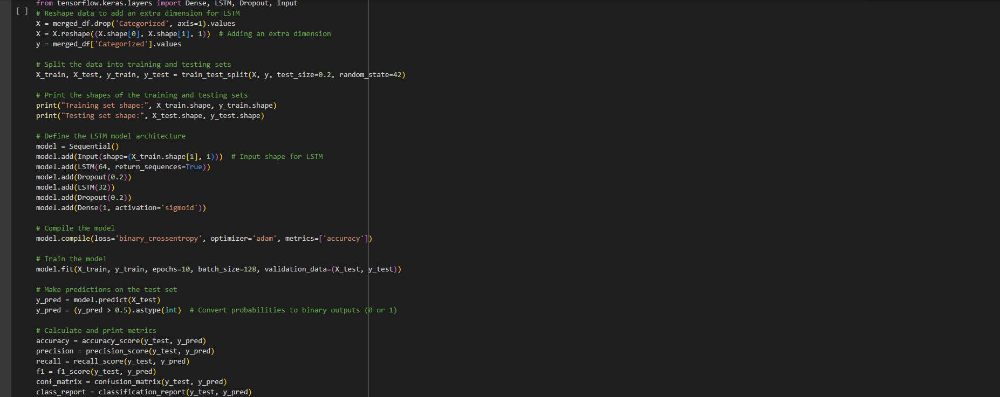 from tensorflow.keras.layers import Dense, LSTM, Dropout, Input
[ ] # Reshape data to add an extra dimension for LSTM
X = merged_df.drop('Categorized', axis=1).values
X = X.reshape((X.shape[0], X.shape[1], 1))  # Adding an extra dimension
y = merged_df['Categorized'].values
# Split the data into training and testing sets
X_train, X_test, y_train, y_test = train_test_split(X, y, test_size=0.2, random_state=42)
# Print the shapes of the training and testing sets
print("Training set shape:", X_train.shape, y_train.shape)
print("Testing set shape:", X_test.shape, y_test.shape)
# Define the LSTM model architecture
model = Sequential()
model.add(Input(shape=(X_train.shape[1], 1)))  # Input shape for LSTM
model.add(LSTM(64, return_sequences=True))
model.add(Dropout(0.2))
model.add(LSTM(32))
model.add(Dropout(0.2))
model.add(Dense(1, activation='sigmoid'))
# Compile the model
model.compile(loss='binary_crossentropy', optimizer='adam', metrics=['accuracy'])
# Train the model
model.fit(X_train, y_train, epochs=10, batch_size=128, validation_data=(X_test, y_test))
# Make predictions on the test set
y_pred = model.predict(X_test)
y_pred = (y_pred > 0.5).astype(int)  # Convert probabilities to binary outputs (0 or 1)
# Calculate and print metrics
accuracy = accuracy_score(y_test, y_pred)
precision = precision_score(y_test, y_pred)
recall = recall_score(y_test, y_pred)
f1 = f1_score(y_test, y_pred)
conf_matrix = confusion_matrix(y_test, y_pred)
class_report = classification_report(y_test, y_pred)